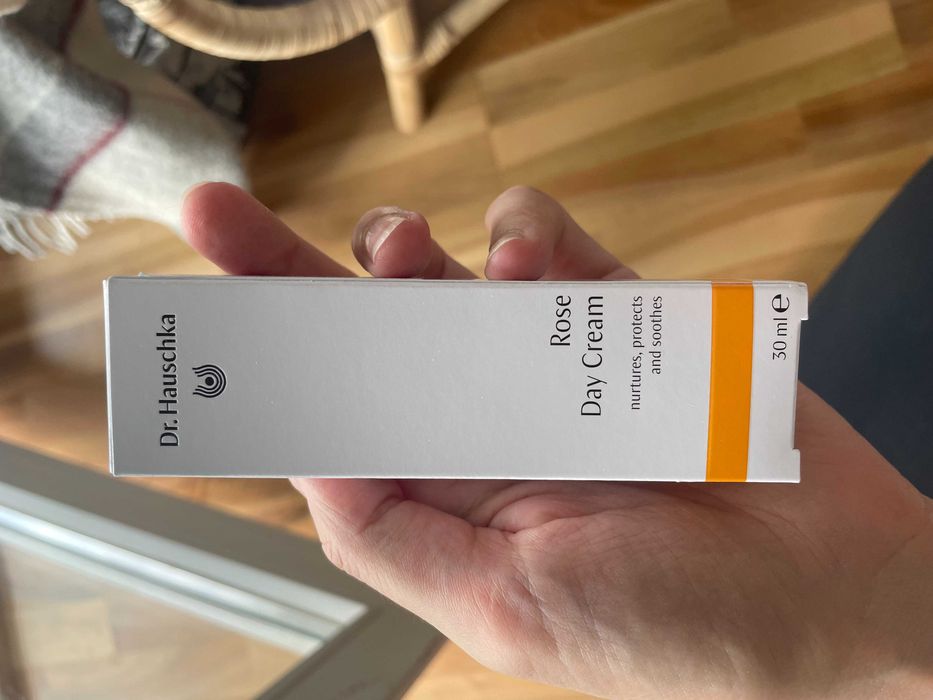 Dr. Hauschka
Rose
Day Cream
nurtures, protects
and soothes
30 ml ℮